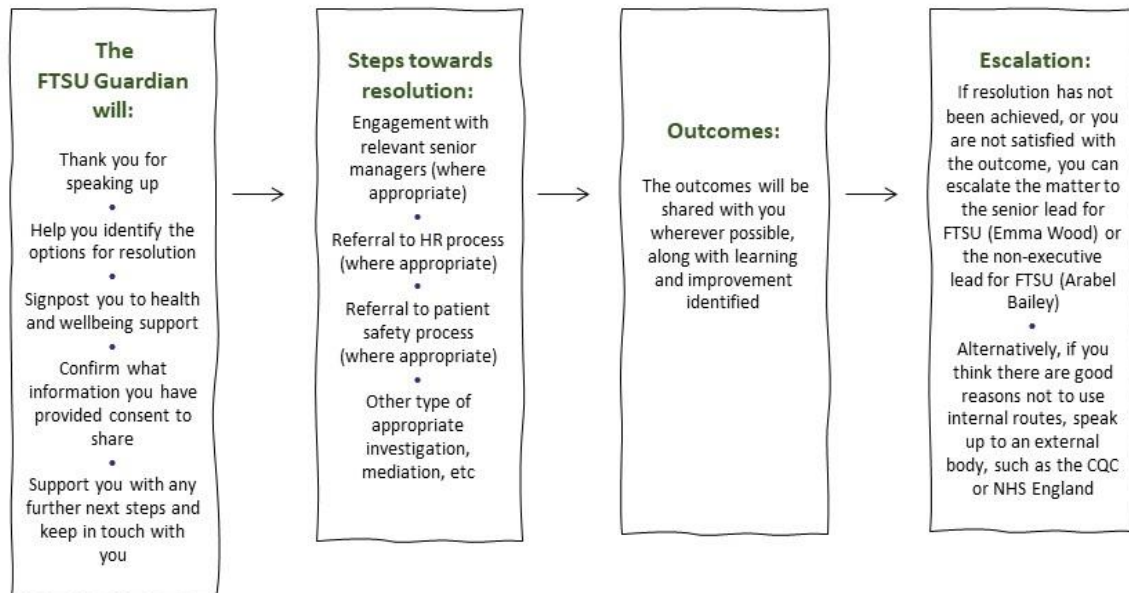 The
FTSU Guardian
will:
Thank you for
speaking up
•
Help you identify the
options for resolution
•
Signpost you to health
and wellbeing support
•
Confirm what
information you have
provided consent to
share
•
Support you with any
further next steps and
keep in touch with
you
Steps towards
resolution:
Engagement with
relevant senior
managers (where
appropriate)
•
Referral to HR process
(where appropriate)
•
Referral to patient
safety process
(where appropriate)
•
Other type of
appropriate
investigation,
mediation, etc
Outcomes:
The outcomes will be
shared with you
wherever possible,
along with learning
and improvement
identified
Escalation:
If resolution has not
been achieved, or you
are not satisfied with
the outcome, you can
escalate the matter to
the senior lead for
FTSU (Emma Wood) or
the non-executive
lead for FTSU (Arabel
Bailey)
•
Alternatively, if you
think there are good
reasons not to use
internal routes, speak
up to an external
body, such as the CQC
or NHS England